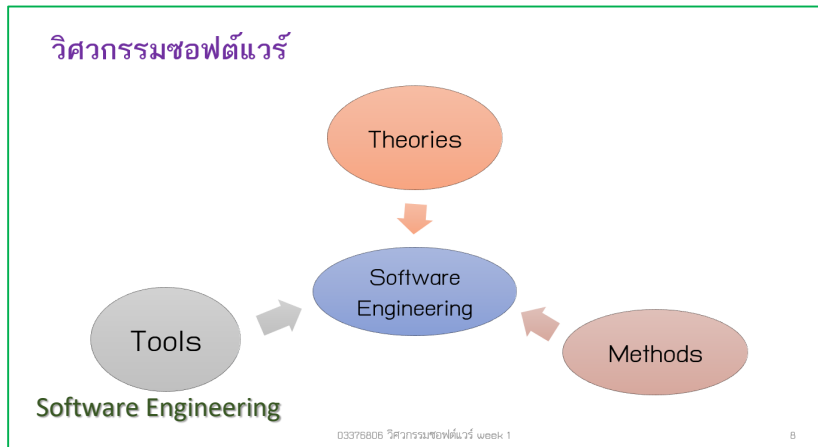 วิศวกรรมซอฟต์แวร์
Theories
Software
Engineering
Tools
Methods
Software Engineering
03376806 วิศวกรรมซอฟต์แวร์ week 1
8